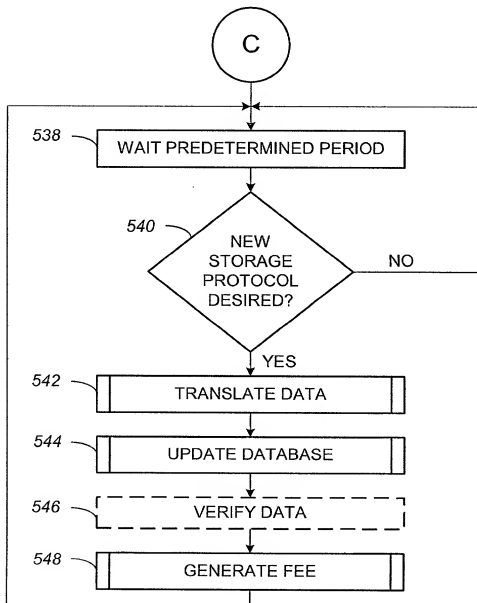 C
538
WAIT PREDETERMINED PERIOD
540
NEW
STORAGE
PROTOCOL
DESIRED?
NO
YES
542
TRANSLATE DATA
544
UPDATE DATABASE
546
VERIFY DATA
548
GENERATE FEE